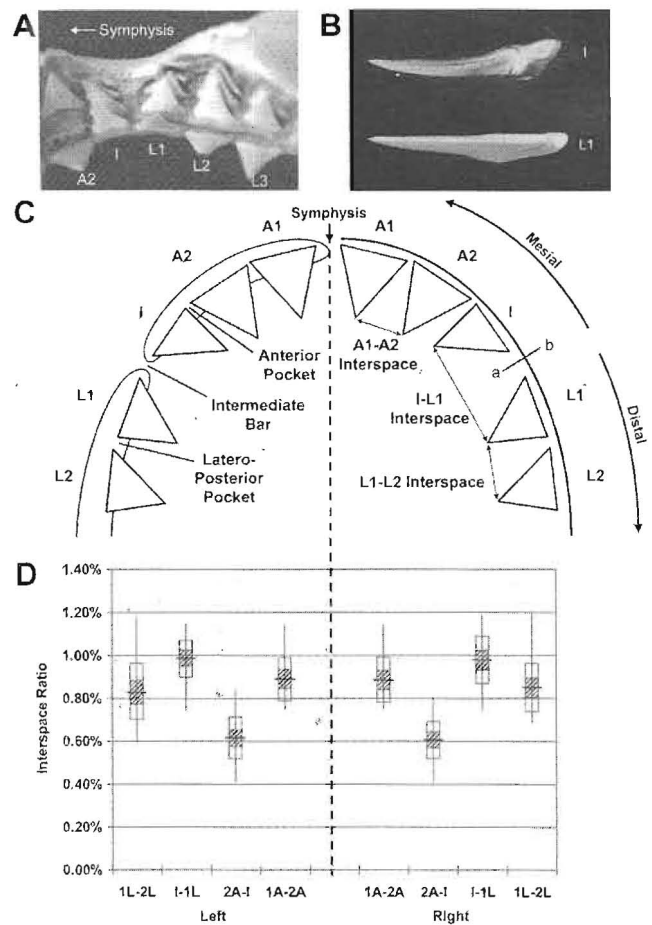 A
← Symphysis
A2
I
L1
L2
L3
B
I
L1
C
Symphysis
A1
A1
A2
A2
I
I
Mesial
Anterior
Pocket
A1-A2
Interspace
a
b
L1
Intermediate
Bar
I-L1
Interspace
L1
Distal
L2
Latero-
Posterior
Pocket
L1-L2 Interspace
L2
D
1.40%
1.20%
1.00%
0.80%
0.60%
0.40%
0.20%
0.00%
Interspace Ratio
1L-2L I-1L 2A-I 1A-2A 1A-2A 2A-I I-1L 1L-2L
Left Right